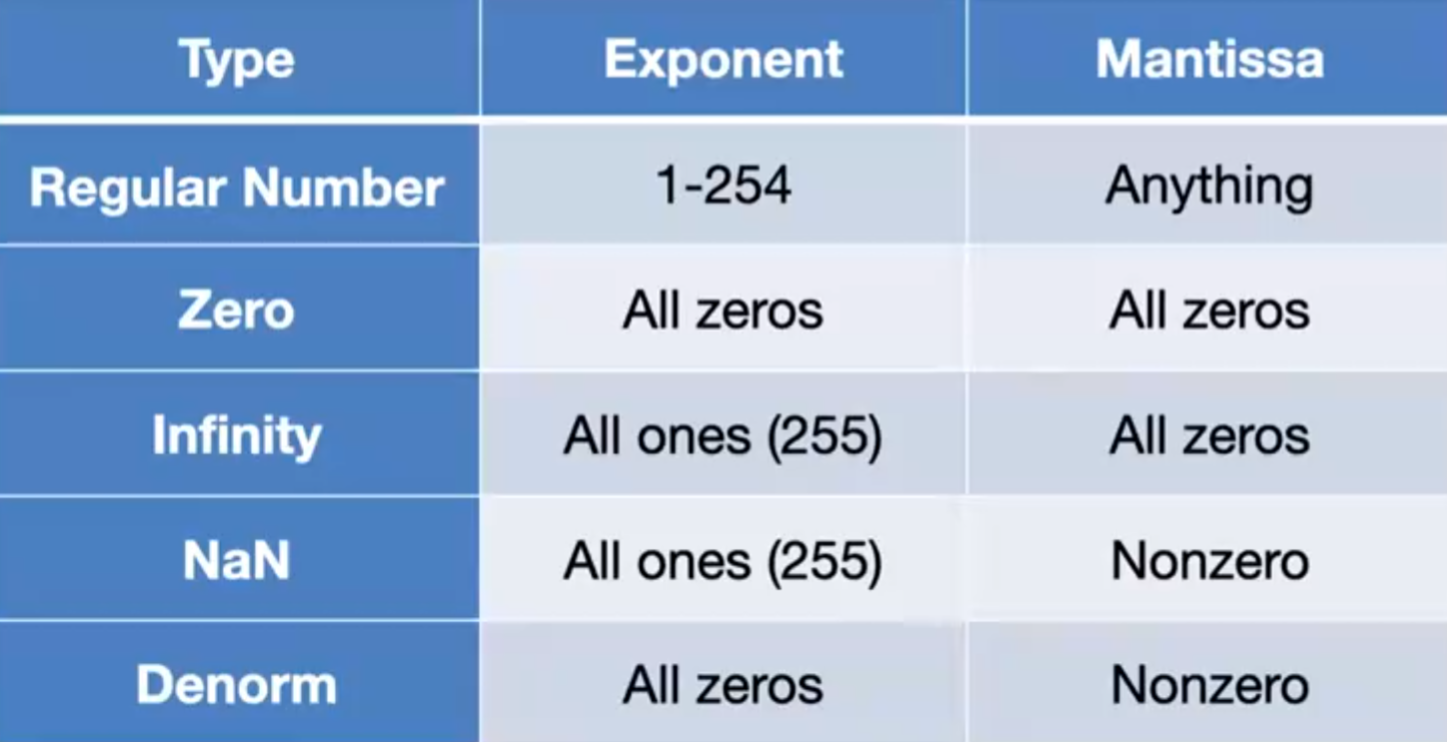 Type Exponent Mantissa
Regular Number 1-254 Anything
Zero All zeros All zeros
Infinity All ones (255) All zeros
NaN All ones (255) Nonzero
Denorm All zeros Nonzero